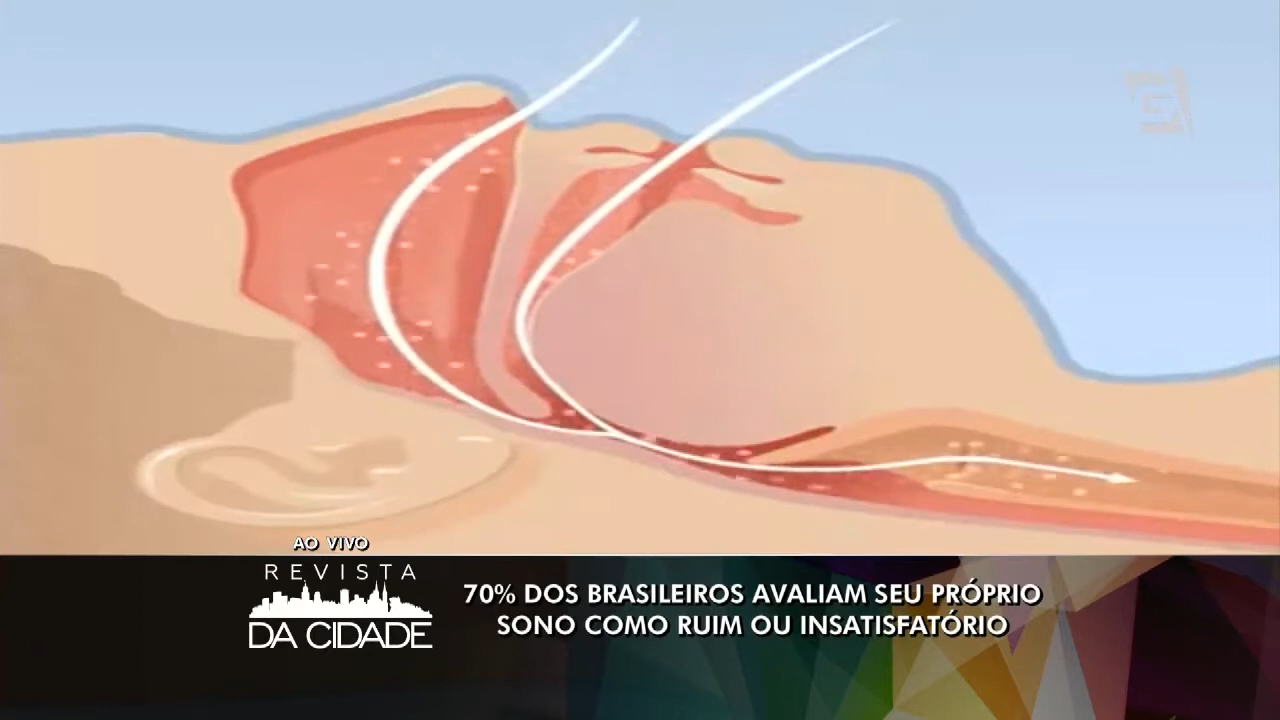 AO VIVO
REVISTA
DA CIDADE
70% DOS BRASILEIROS AVALIAM SEU PRÓPRIO
SONO COMO RUIM OU INSATISFATÓRIO